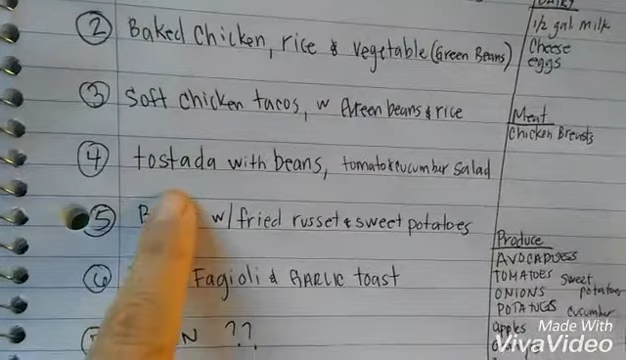 ② Baked Chicken, rice & vegetable (Green Beans)
③ Soft chicken tacos, w Green beans & rice
④ tostada with beans, tomato & cucumber salad
⑤ w/ fried russet & sweet potatoes
⑥ Fagioli & GARLIC toast
N ??
DAIRY
1/2 gal milk
Cheese
eggs
Meat
Chicken Breasts
Produce
AVOCADOES
TOMATOES sweet
ONIONS potatoes
POTATOES cucumber
apples
Made With
VivaVideo